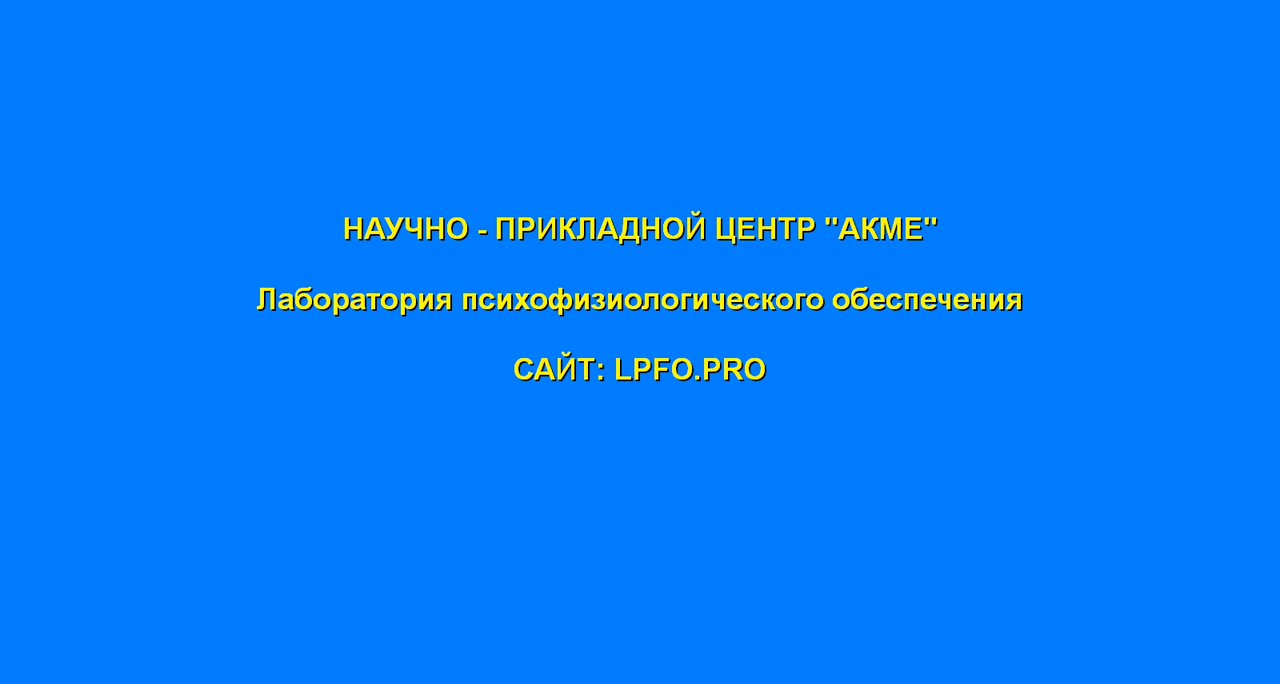 НАУЧНО - ПРИКЛАДНОЙ ЦЕНТР "АКМЕ"
Лаборатория психофизиологического обеспечения
САЙТ: LPFO.PRO